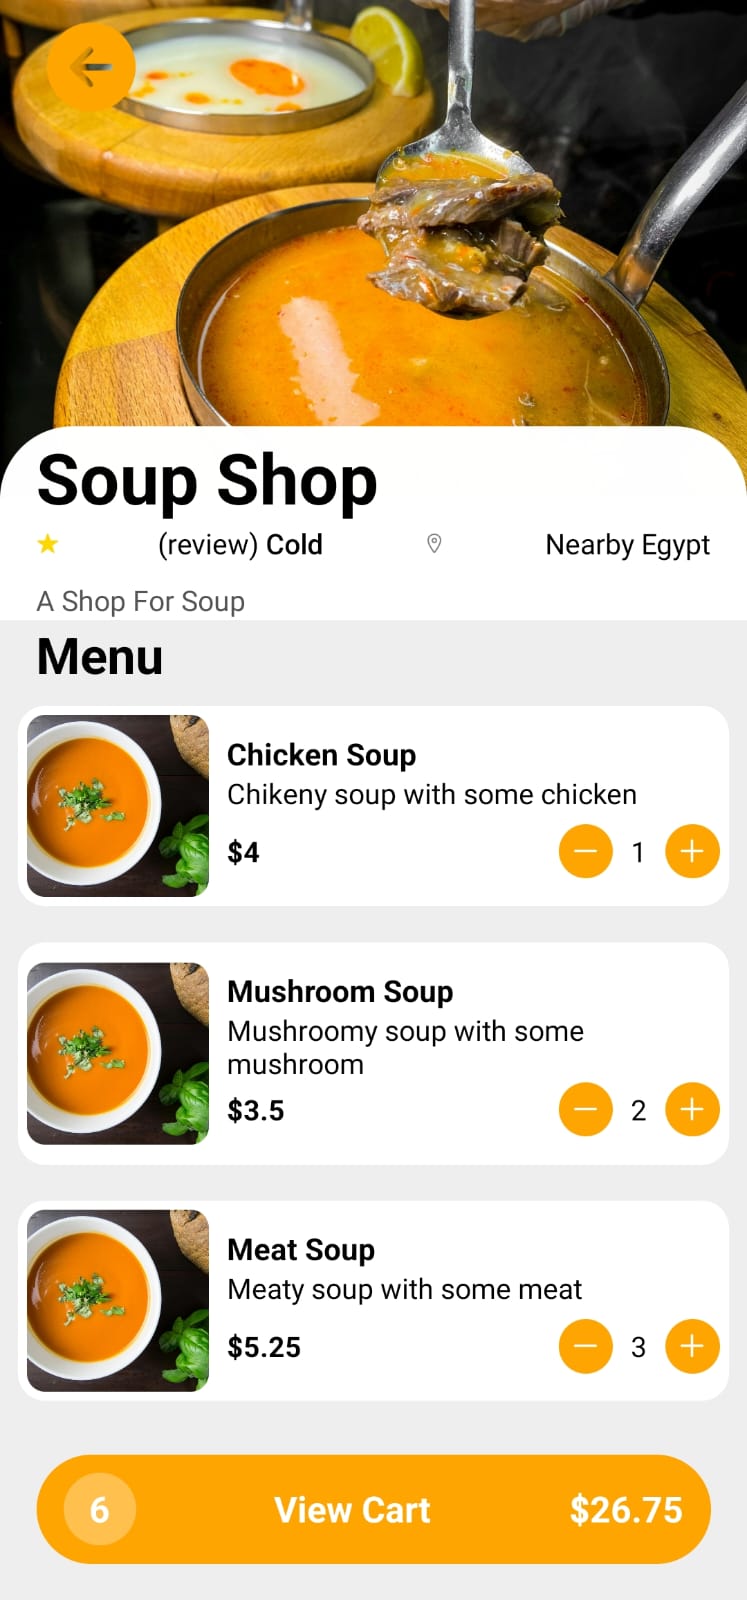 Soup Shop
(review) Cold
Nearby Egypt
A Shop For Soup
Menu
Chicken Soup
Chikeny soup with some chicken
$4
1
Mushroom Soup
Mushroomy soup with some
mushroom
$3.5
2
Meat Soup
Meaty soup with some meat
$5.25
3
6
View Cart
$26.75